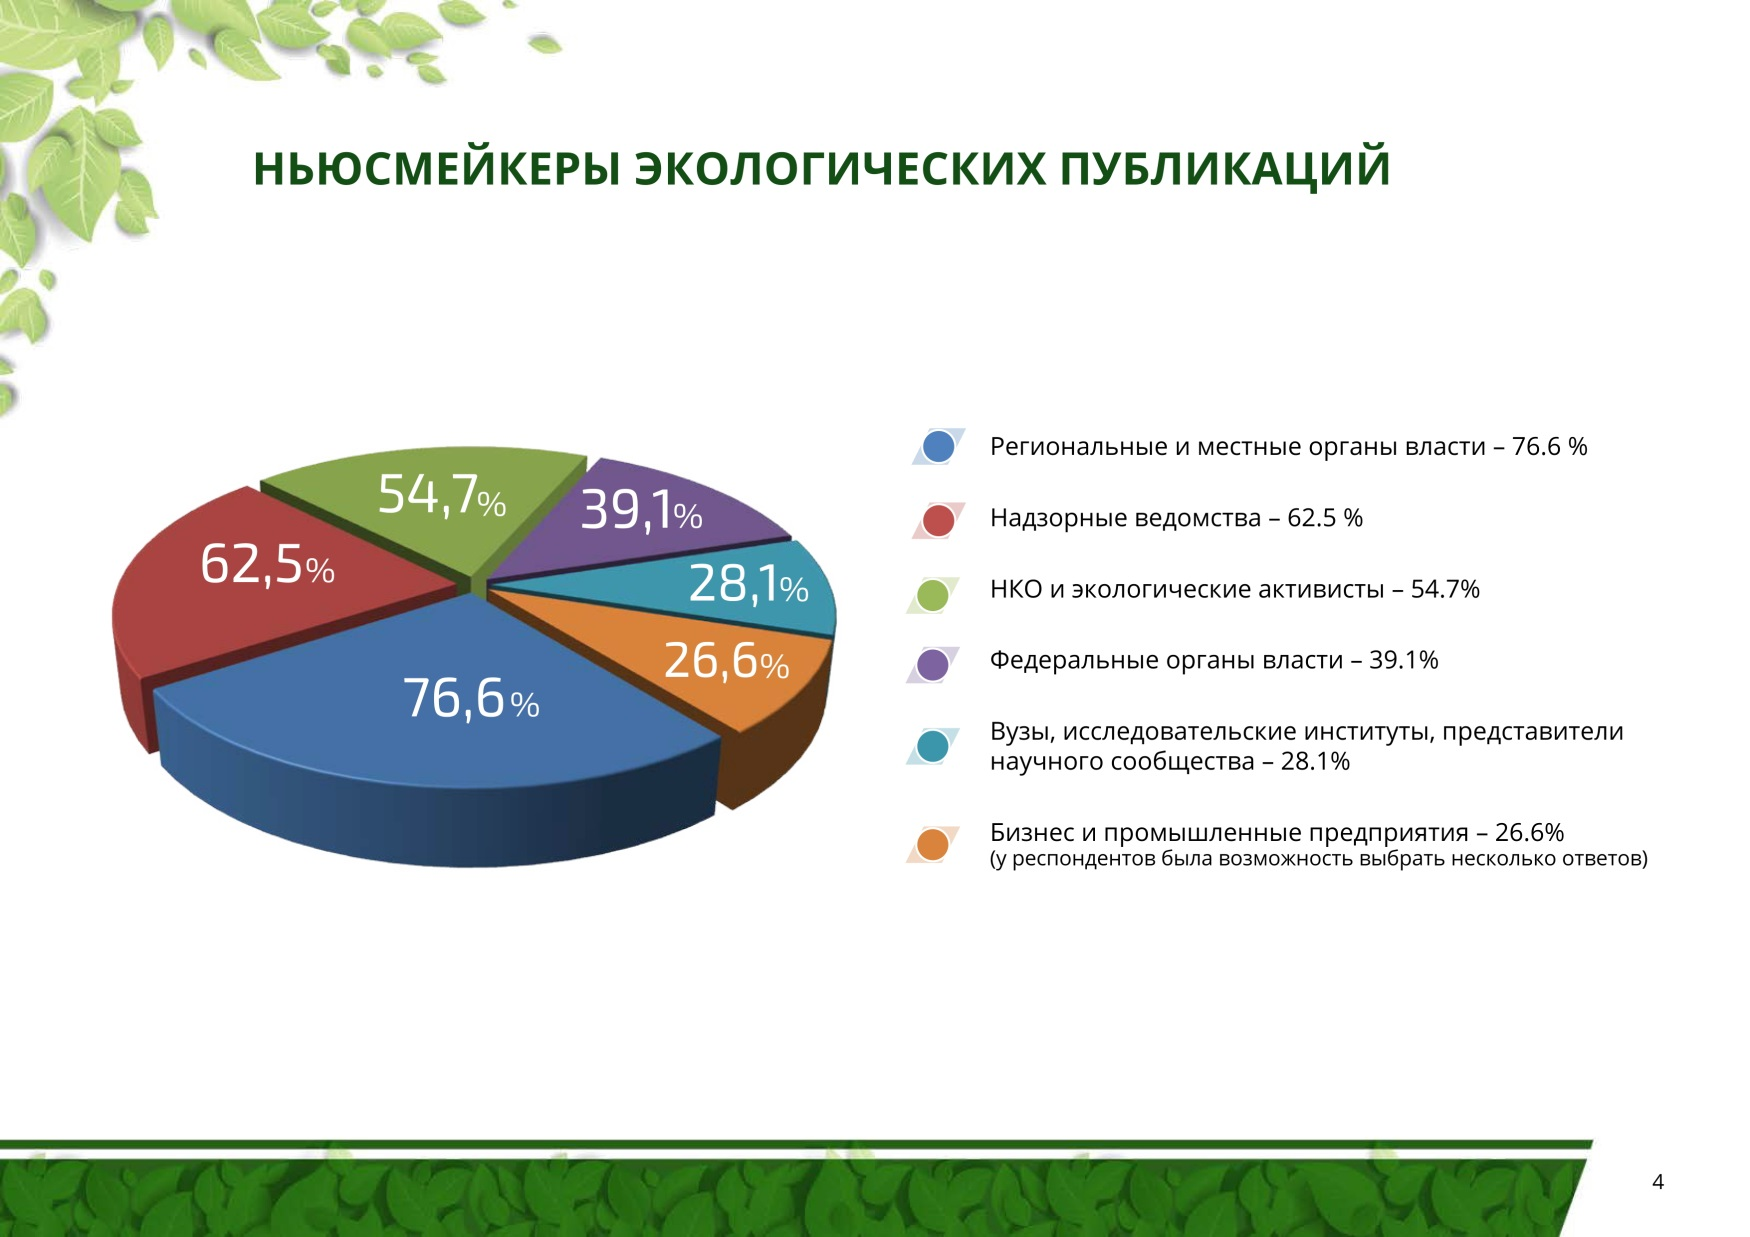 НЬЮСМЕЙКЕРЫ ЭКОЛОГИЧЕСКИХ ПУБЛИКАЦИЙ
54,7%
39,1%
62,5%
28,1%
26,6%
76,6%
Региональные и местные органы власти – 76.6 %
Надзорные ведомства – 62.5 %
НКО и экологические активисты – 54.7%
Федеральные органы власти – 39.1%
Вузы, исследовательские институты, представители
научного сообщества – 28.1%
Бизнес и промышленные предприятия – 26.6%
(у респондентов была возможность выбрать несколько ответов)
4